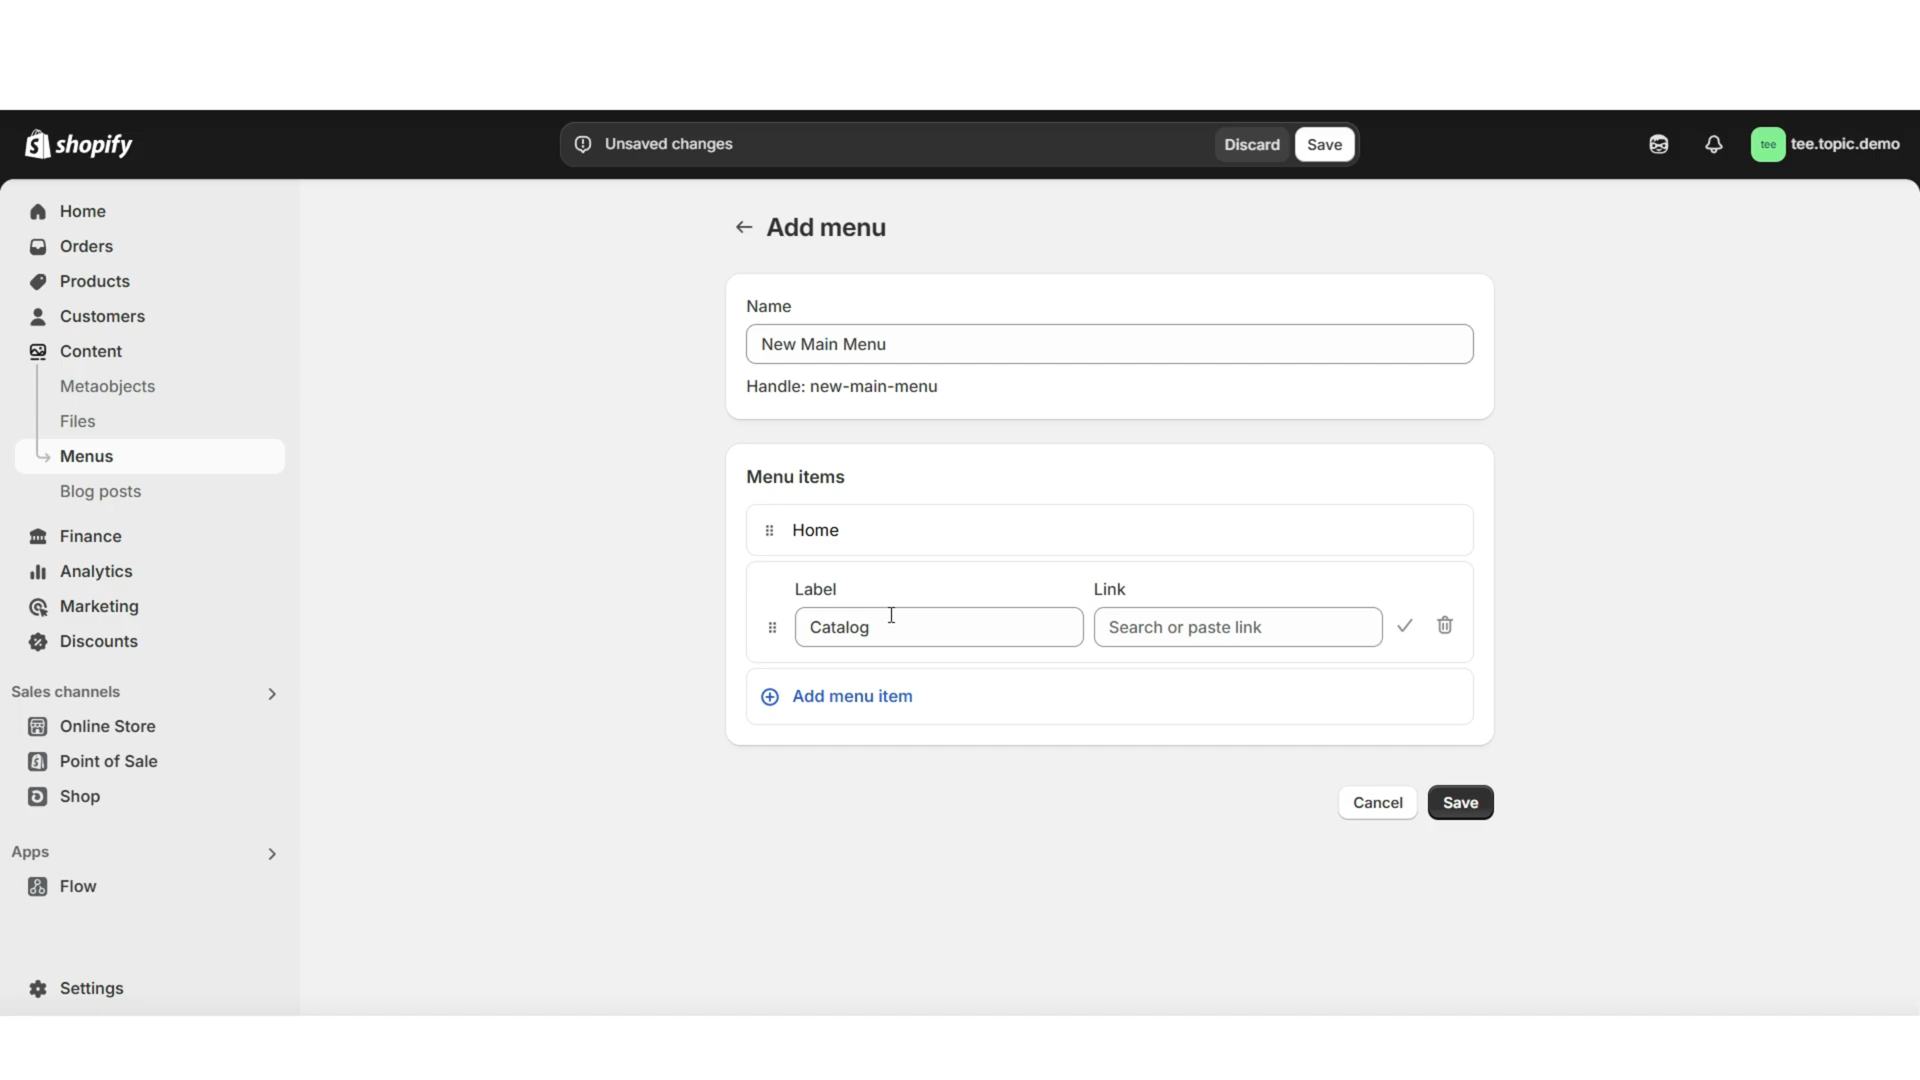 shopify
Unsaved changes
Discard
Save
tee
tee.topic.demo
Home
Orders
Products
Customers
Content
Metaobjects
Files
Menus
Blog posts
Finance
Analytics
Marketing
Discounts
Sales channels
Online Store
Point of Sale
Shop
Apps
Flow
Settings
Add menu
Name
New Main Menu
Handle: new-main-menu
Menu items
Home
Label
Link
Catalog
Search or paste link
Add menu item
Cancel
Save